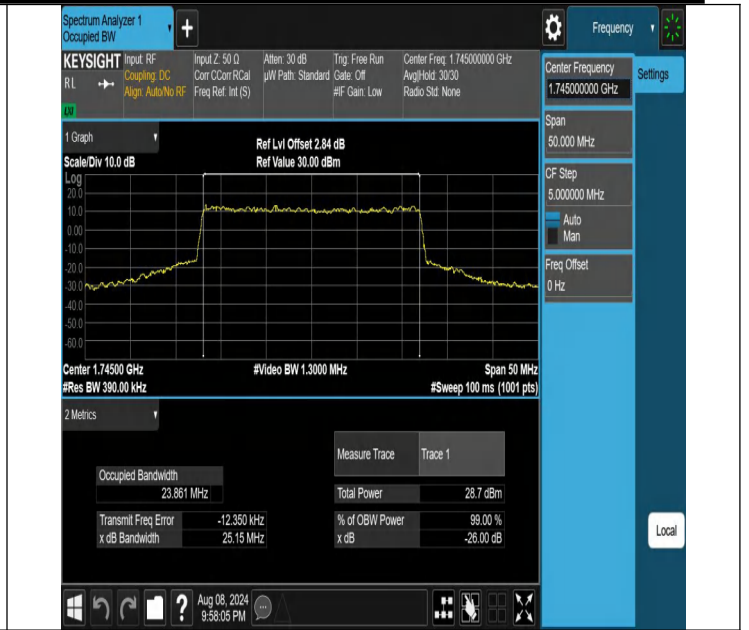 Spectrum Analyzer 1
Occupied BW
+
Frequency
KEYSIGHT
RL
LXI
Input: RF
Coupling: DC
Align: Auto/No RF
Input Z: 50 Ω
Corr CCorr RCal
Freq Ref: Int (S)
Atten: 30 dB
µW Path: Standard
Trig: Free Run
Gate: Off
#IF Gain: Low
Center Freq: 1.745000000 GHz
Avg|Hold: 30/30
Radio Std: None
Center Frequency
1.745000000 GHz
Settings
Span
50.000 MHz
CF Step
5.000000 MHz
Auto
Man
Freq Offset
0 Hz
Local
1 Graph
Scale/Div 10.0 dB
Ref Lvl Offset 2.84 dB
Ref Value 30.00 dBm
Log
20.0
10.0
0.00
-10.0
-20.0
-30.0
-40.0
-50.0
-60.0
Center 1.74500 GHz
#Video BW 1.3000 MHz
Span 50 MHz
#Res BW 390.00 kHz
#Sweep 100 ms (1001 pts)
2 Metrics
Measure Trace Trace 1
Occupied Bandwidth
23.861 MHz
Total Power 28.7 dBm
Transmit Freq Error -12.350 kHz
% of OBW Power 99.00 %
x dB Bandwidth 25.15 MHz
x dB -26.00 dB
?
Aug 08, 2024
9:58:05 PM